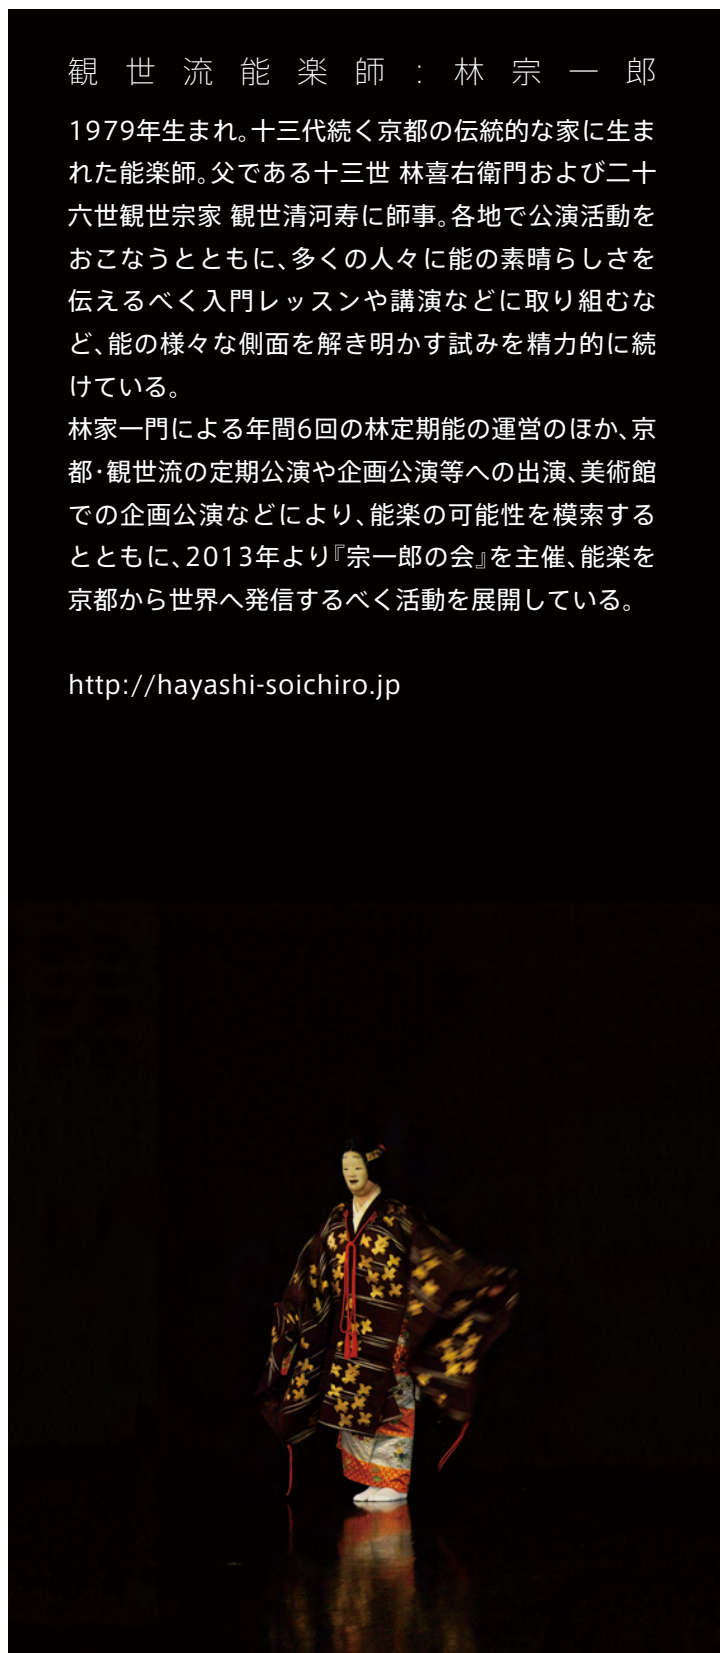 観世流能楽師：林宗一郎
1979年生まれ。十三代続く京都の伝統的な家に生ま
れた能楽師。父である十三世 林喜右衛門および二十
六世観世宗家 観世清河寿に師事。各地で公演活動を
おこなうとともに、多くの人々に能の素晴らしさを
伝えるべく入門レッスンや講演などに取り組むな
ど、能の様々な側面を解き明かす試みを精力的に続
けている。
林家一門による年間6回の林定期能の運営のほか、京
都・観世流の定期公演や企画公演等への出演、美術館
での企画公演などにより、能楽の可能性を模索する
とともに、2013年より『宗一郎の会』を主催、能楽を
京都から世界へ発信するべく活動を展開している。
http://hayashi-soichiro.jp